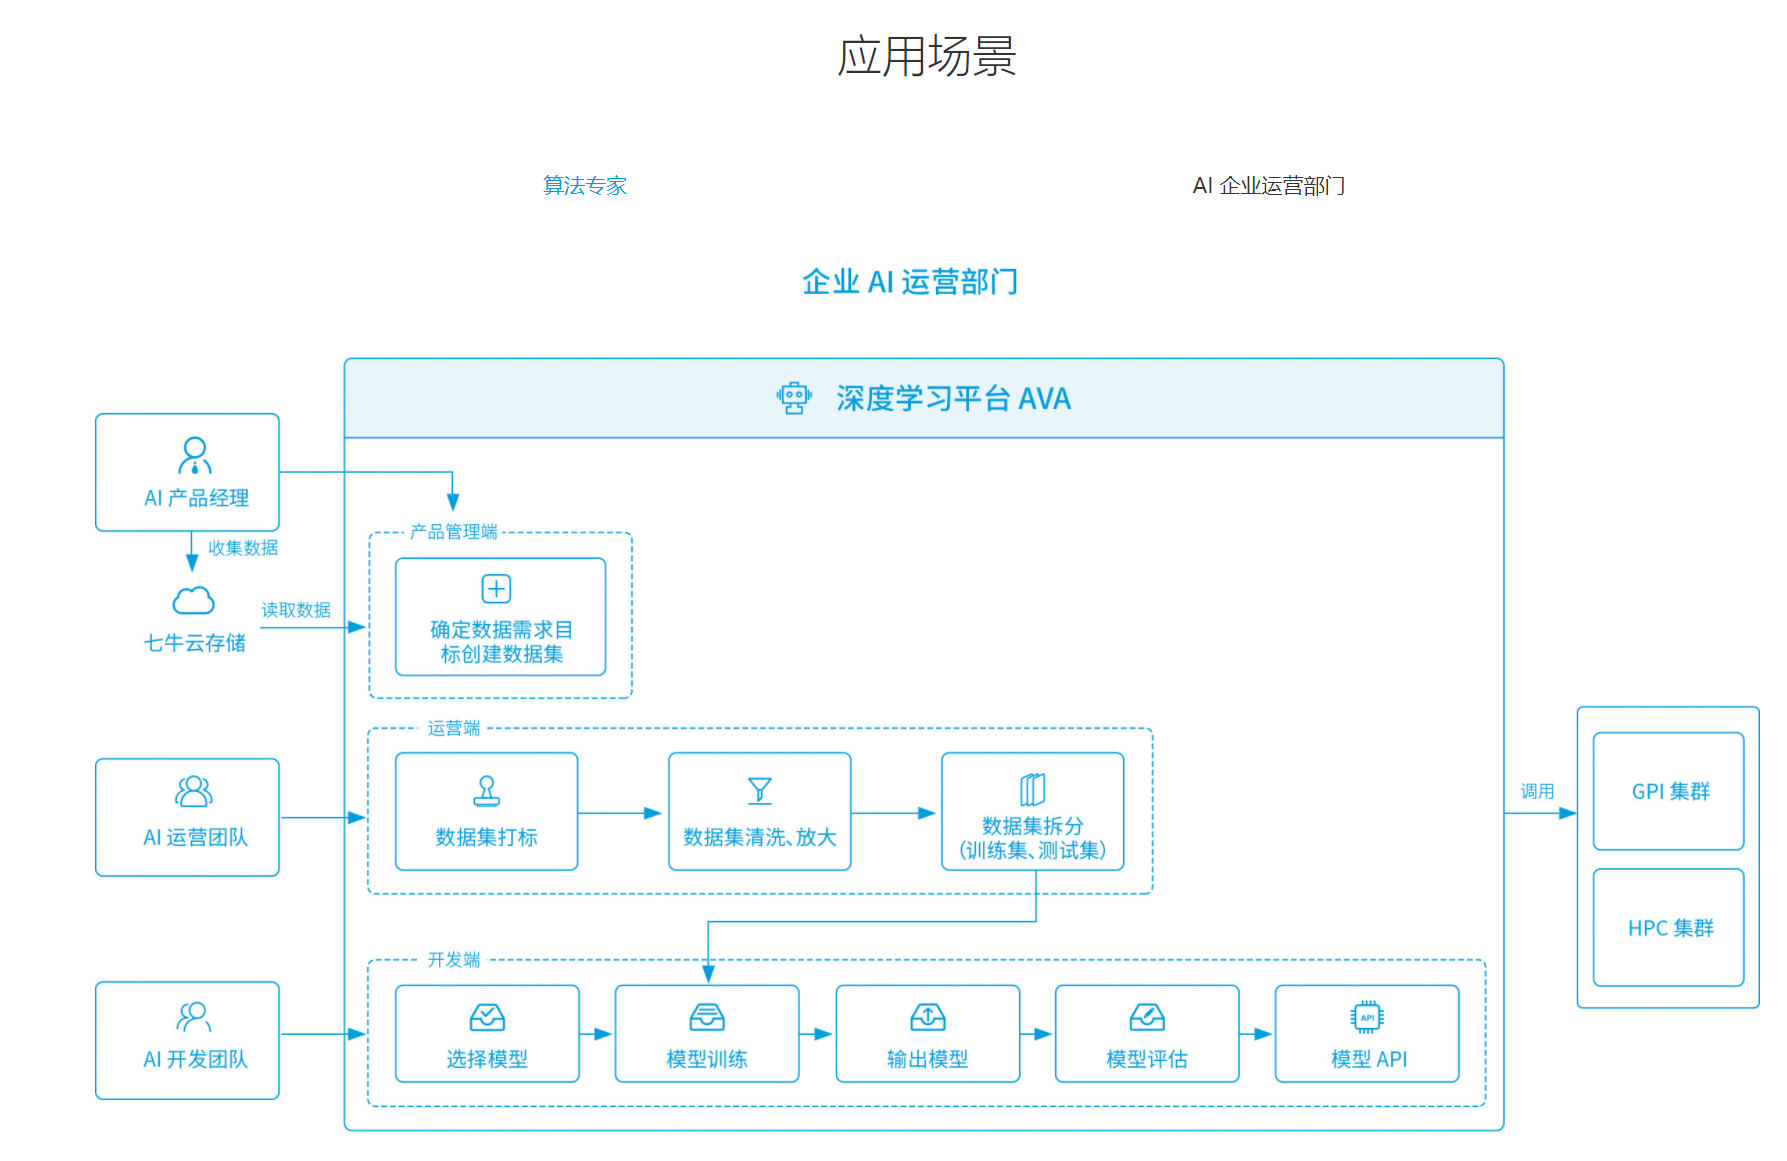 应用场景
算法专家
AI 企业运营部门
企业 AI 运营部门
深度学习平台 AVA
AI 产品经理
收集数据
七牛云存储
读取数据
产品管理端
确定数据需求目
标创建数据集
运营端
AI 运营团队
数据集打标
数据集清洗、放大
数据集拆分
(训练集、测试集)
调用
GPI 集群
HPC 集群
开发端
AI 开发团队
选择模型
模型训练
输出模型
模型评估
API
模型 API